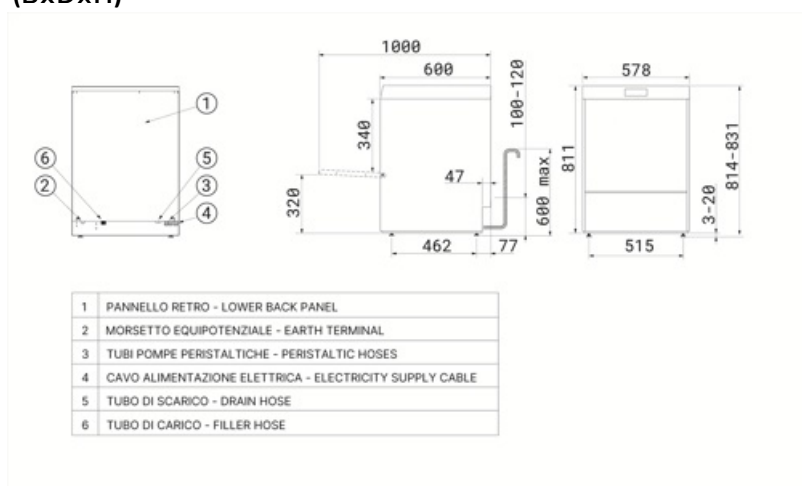 (BxDxH)
1000
600
578
100-120
1
340
811
814-831
6
5
47
2
3
600 max
4
320
3-20
462
77
515
1 PANNELLO RETRO - LOWER BACK PANEL
2 MORSETTO EQUIPOTENZIALE - EARTH TERMINAL
3 TUBI POMPE PERISTALTICHE - PERISTALTIC HOSES
4 CAVO ALIMENTAZIONE ELETTRICA - ELECTRICITY SUPPLY CABLE
5 TUBO DI SCARICO - DRAIN HOSE
6 TUBO DI CARICO - FILLER HOSE